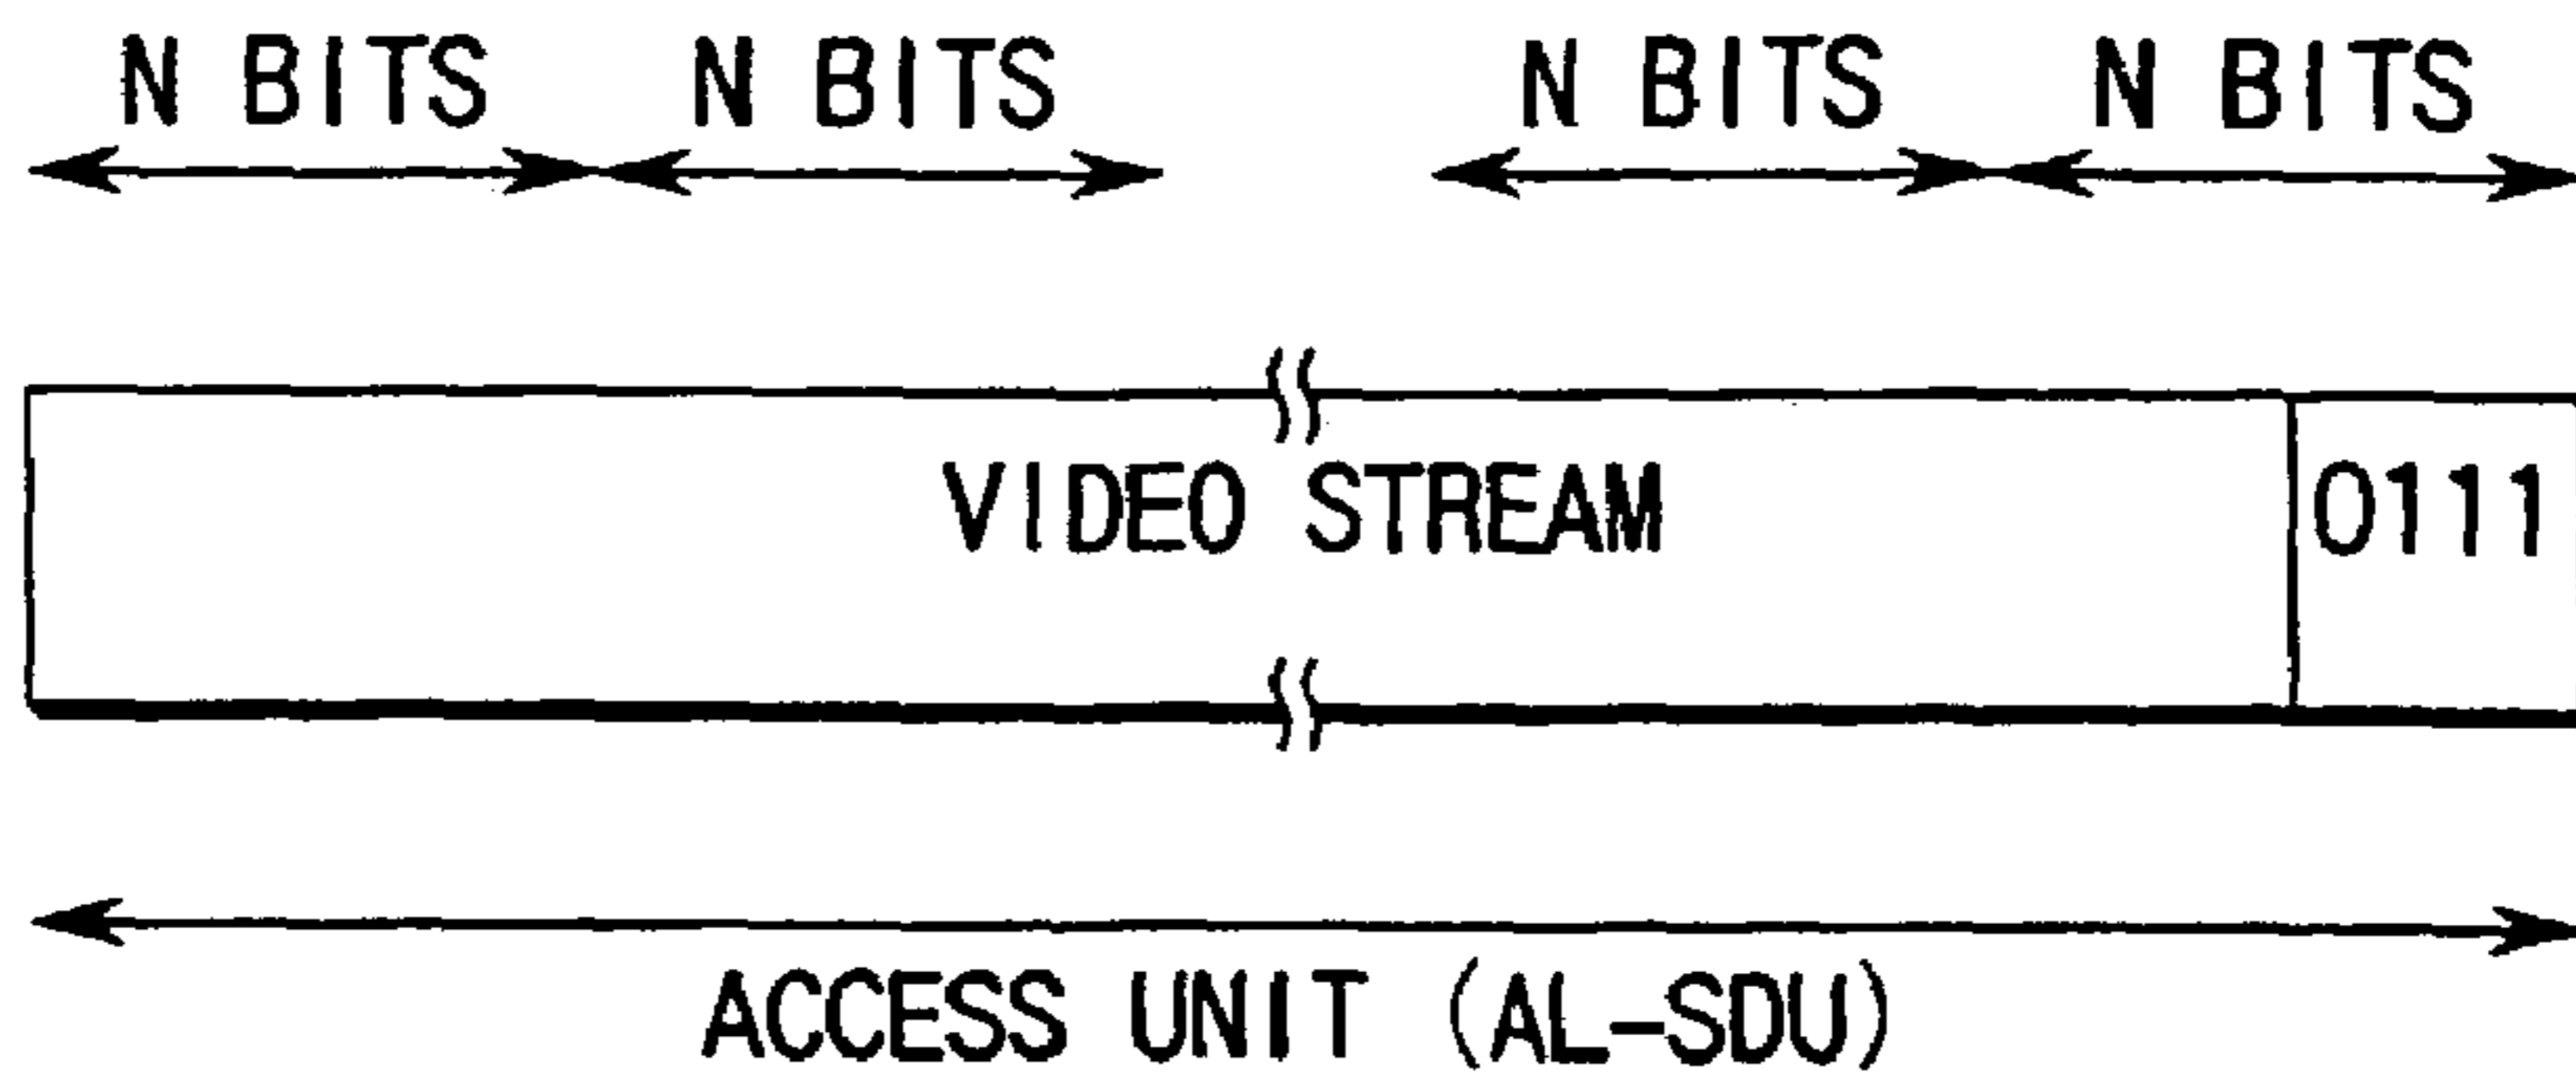 N BITS N BITS N BITS N BITS
VIDEO STREAM 0111
ACCESS UNIT (AL-SDU)